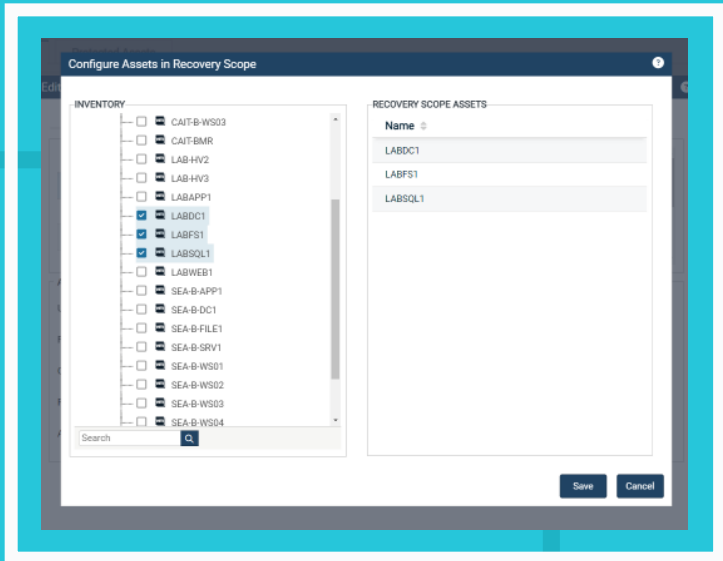 Configure Assets in Recovery Scope
Edi
INVENTORY
CAIT-B-WS03
CAIT-BMR
LAB-HV2
LAB-HV3
LABAPP1
LABDC1
LABFS1
LABSQL1
LABWEB1
SEA-B-APP1
SEA-B-DC1
SEA-B-FILE1
SEA-B-SRV1
SEA-B-WS01
SEA-B-WS02
SEA-B-WS03
SEA-B-WS04
Search
RECOVERY SCOPE ASSETS
Name
LABDC1
LABFS1
LABSQL1
Save
Cancel